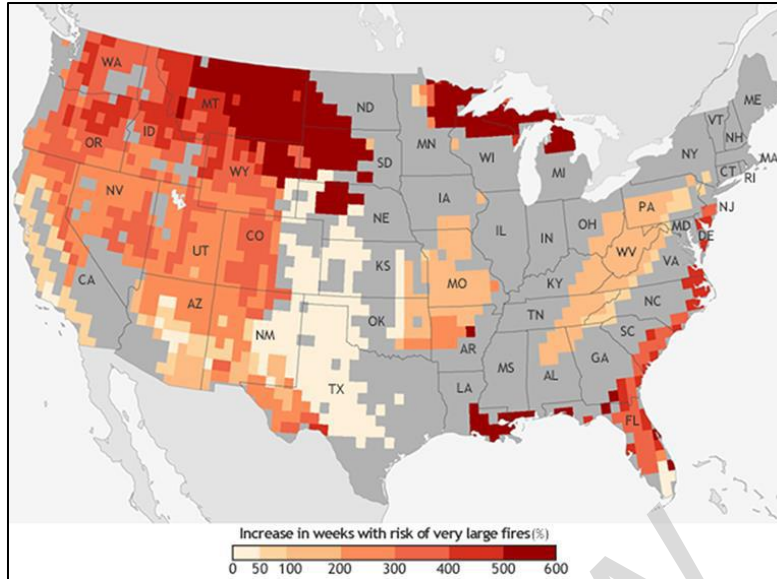 WA
MT
ND
ME
VT
NH
OR
ID
MN
WI
NY
MA
SD
WY
MI
CT
RI
IA
PA
NJ
NV
NE
OH
DE
MD
UT
CO
IL
IN
WV
VA
CA
KS
MO
KY
NC
AZ
OK
TN
NM
AR
SC
TX
MS
AL
GA
LA
FL
Increase in weeks with risk of very large fires (%)
0 50 100 200 300 400 500 600